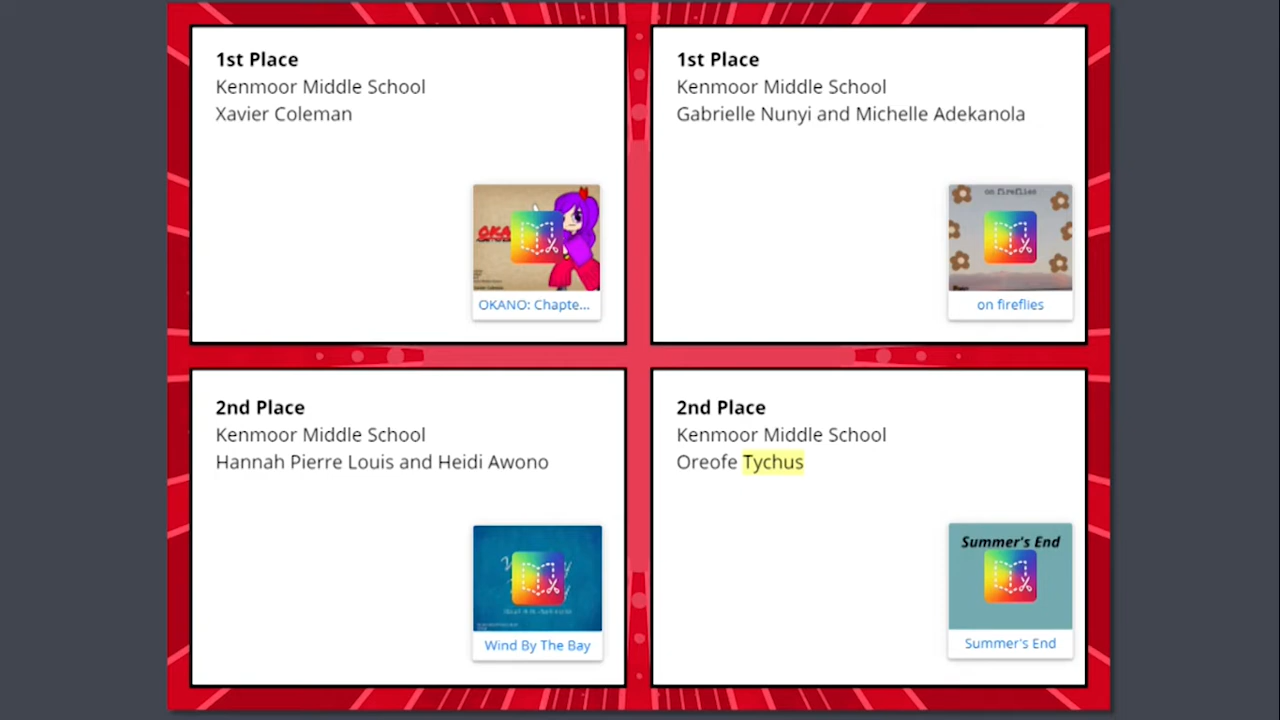 1st Place
Kenmoor Middle School
Xavier Coleman
OKANO: Chapte...
1st Place
Kenmoor Middle School
Gabrielle Nunyi and Michelle Adekanola
on fireflies
on fireflies
2nd Place
Kenmoor Middle School
Hannah Pierre Louis and Heidi Awono
Wind By The Bay
2nd Place
Kenmoor Middle School
Oreofe Tychus
Summer's End
Summer's End